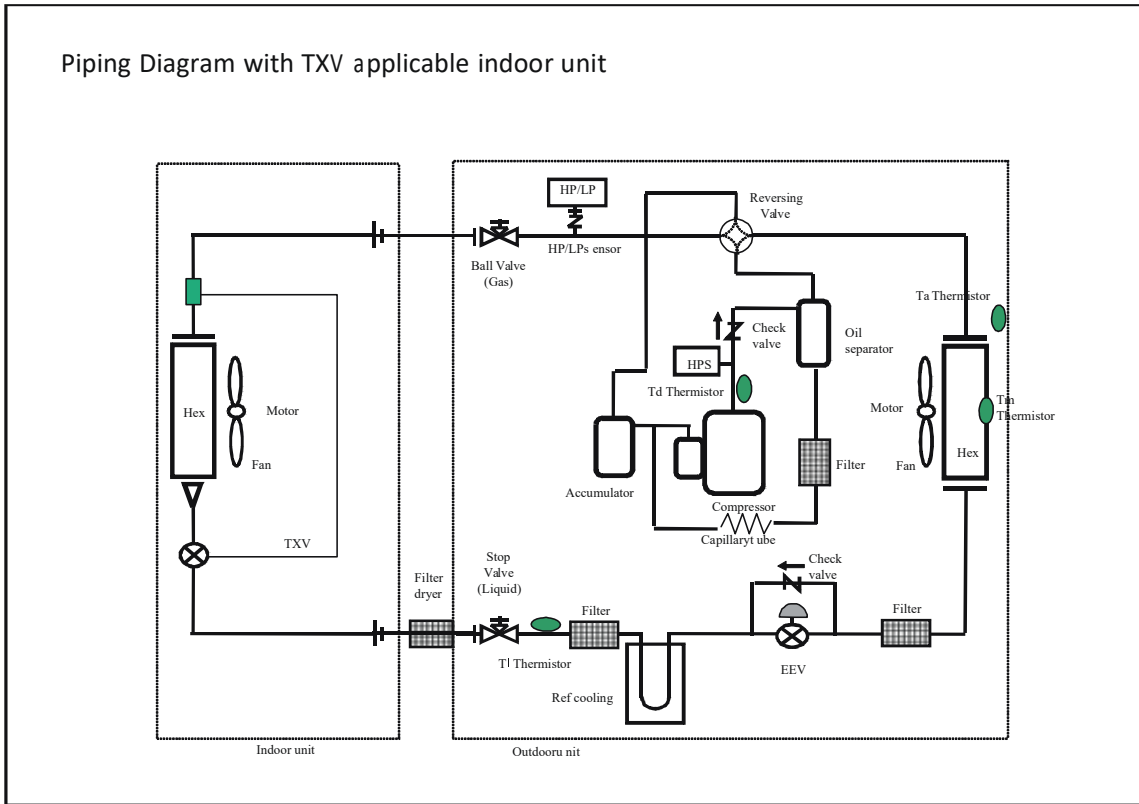 Piping Diagram with TXV applicable indoor unit
HP/LP
Reversing
Valve
HP/LPs ensor
Ball Valve
(Gas)
Ta Thermistor
Check
valve
Oil
separator
HPS
Td Thermistor
Hex
Motor
Fan
Motor
Tm
Thermistor
Fan
Hex
Filter
Accumulator
Compressor
Capillaryt ube
TXV
Stop
Valve
(Liquid)
Filter
dryer
Check
valve
Filter
Filter
Tl Thermistor
EEV
Ref cooling
Indoor unit
Outdooru nit